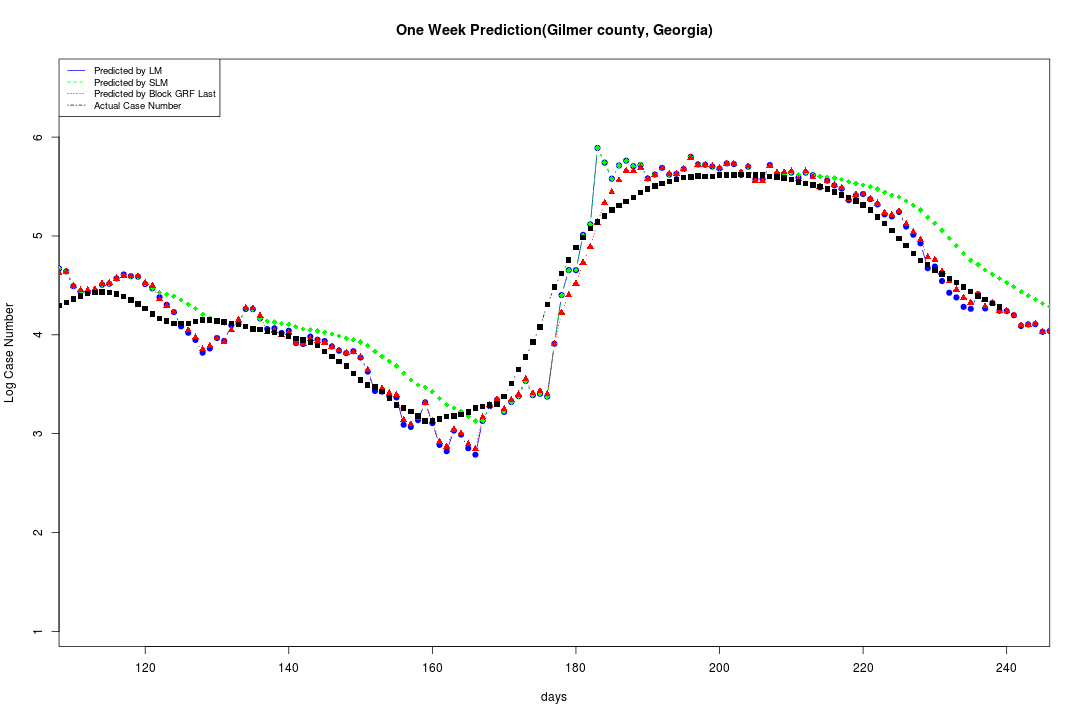 One Week Prediction(Gilmer county, Georgia)
Predicted by LM
Predicted by SLM
Predicted by Block GRF Last
Actual Case Number
Log Case Number
6
5
4
3
2
1
120 140 160 180 200 220 240
days